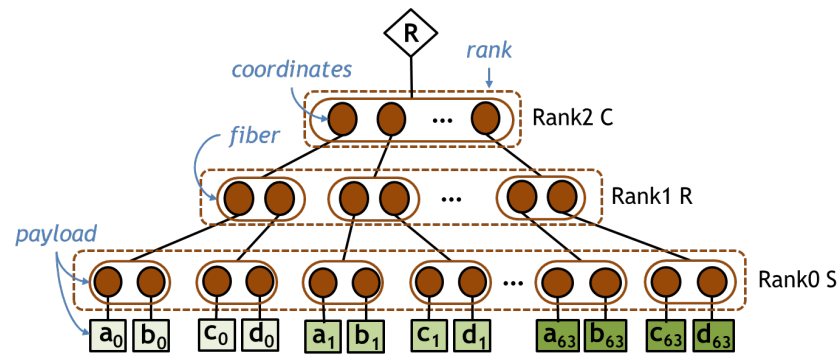 R
coordinates
rank
... Rank2 C
fiber
... Rank1 R
payload
... Rank0 S
a0 b0 c0 d0 a1 b1 c1 d1 a63 b63 c63 d63